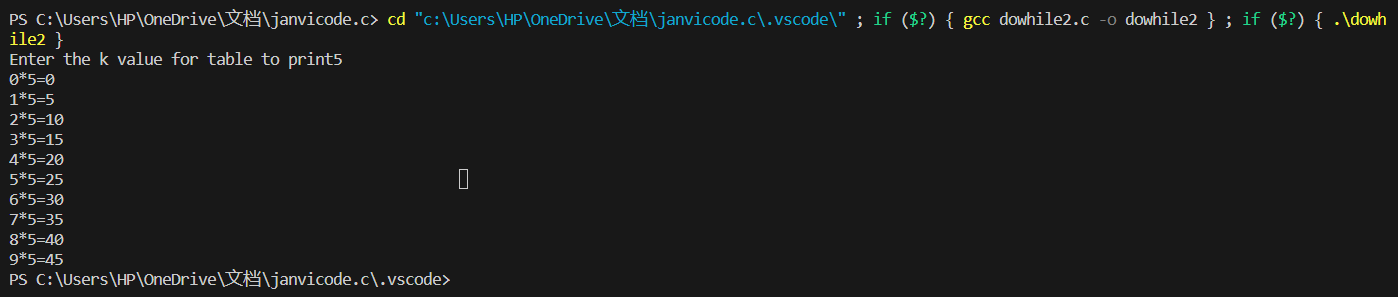 PS C:\Users\HP\OneDrive\文档\janvicode.c> cd "c:\Users\HP\OneDrive\文档\janvicode.c\.vscode\" ; if ($?) { gcc dowhile2.c -o dowhile2 } ; if ($?) { .\dowh
ile2 }
Enter the k value for table to print5
0*5=0
1*5=5
2*5=10
3*5=15
4*5=20
5*5=25
6*5=30
7*5=35
8*5=40
9*5=45
PS C:\Users\HP\OneDrive\文档\janvicode.c\.vscode>